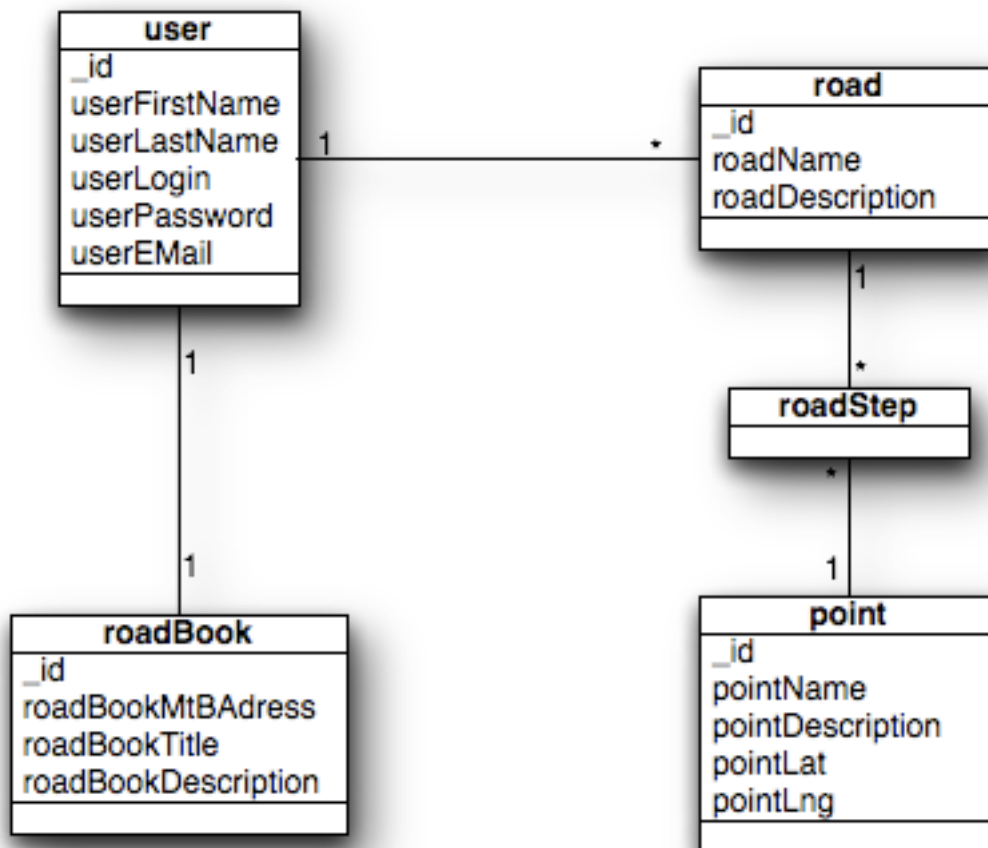 user
_id
userFirstName
userLastName
userLogin
userPassword
userEMail
1
*
road
_id
roadName
roadDescription
1
*
roadStep
*
1
point
_id
pointName
pointDescription
pointLat
pointLng
1
1
roadBook
_id
roadBookMtBAdress
roadBookTitle
roadBookDescription